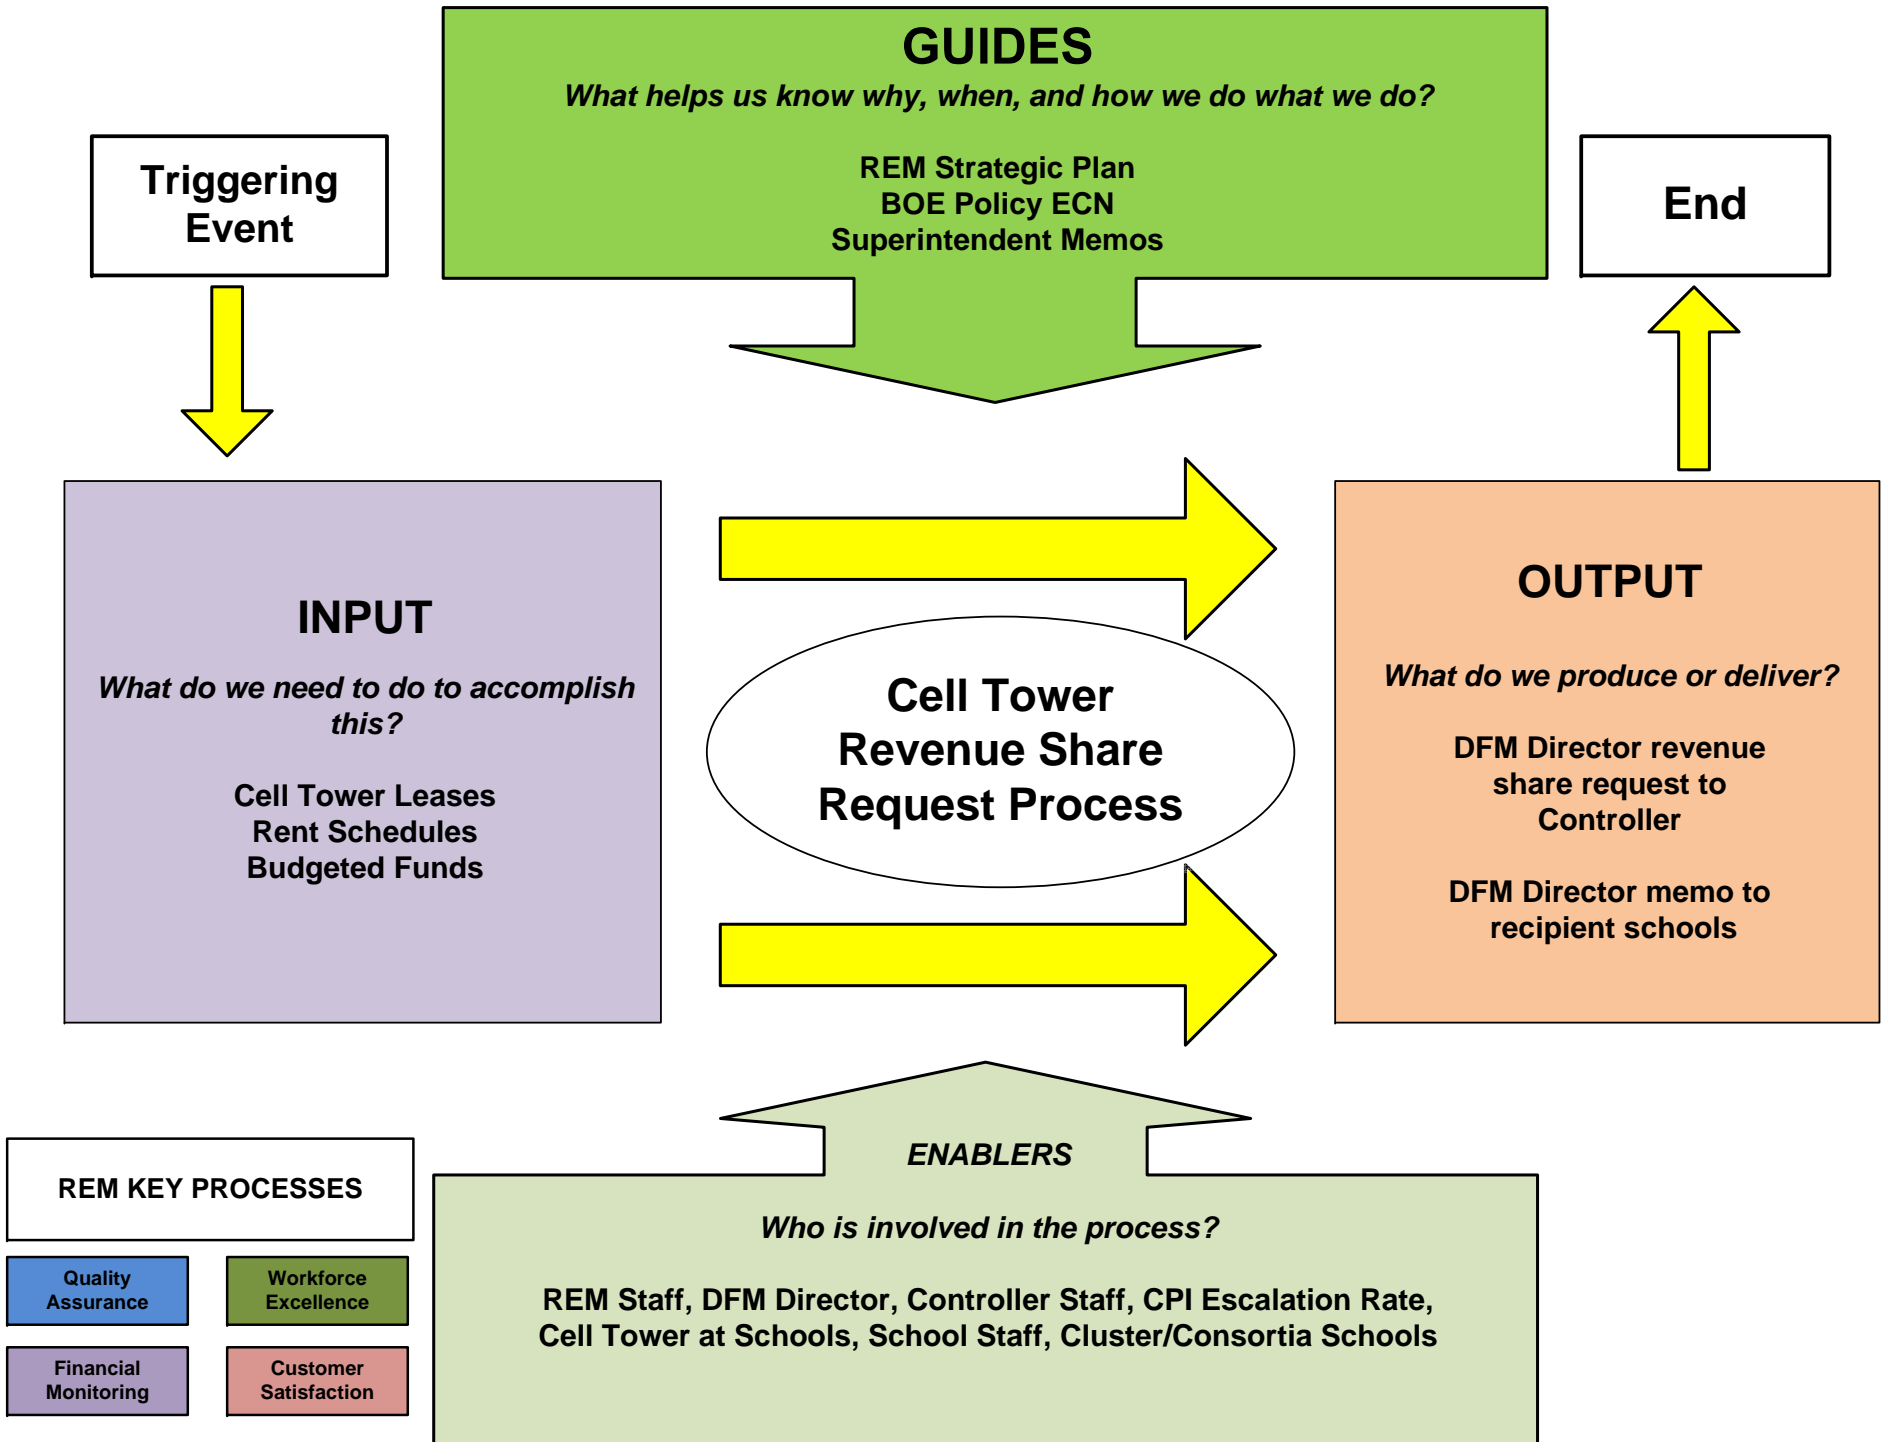 GUIDES
What helps us know why, when, and how we do what we do?
REM Strategic Plan
BOE Policy ECN
Superintendent Memos
Triggering
Event
End
INPUT
What do we need to do to accomplish
this?
Cell Tower Leases
Rent Schedules
Budgeted Funds
Cell Tower
Revenue Share
Request Process
OUTPUT
What do we produce or deliver?
DFM Director revenue
share request to
Controller
DFM Director memo to
recipient schools
ENABLERS
Who is involved in the process?
REM Staff, DFM Director, Controller Staff, CPI Escalation Rate,
Cell Tower at Schools, School Staff, Cluster/Consortia Schools
REM KEY PROCESSES
Quality
Assurance
Workforce
Excellence
Financial
Monitoring
Customer
Satisfaction